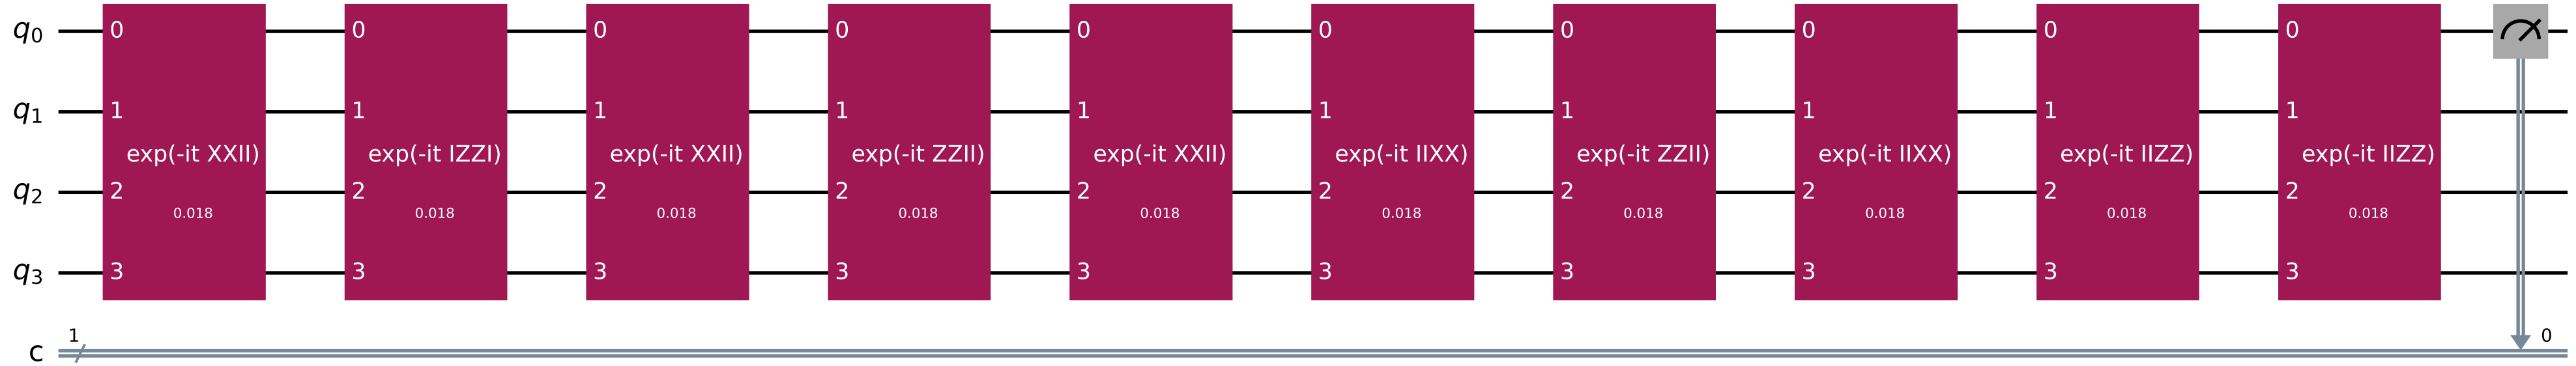 q0 0 0 0 0 0 0 0 0 0 0
q1 1 1 1 1 1 1 1 1 1 1
exp(-it XXII) exp(-it IZZI) exp(-it XXII) exp(-it ZZII) exp(-it XXII) exp(-it IIXX) exp(-it ZZII) exp(-it IIXX) exp(-it IIZZ) exp(-it IIZZ)
q2 2 2 2 2 2 2 2 2 2 2
0.018 0.018 0.018 0.018 0.018 0.018 0.018 0.018 0.018 0.018
q3 3 3 3 3 3 3 3 3 3 3
1 0
c